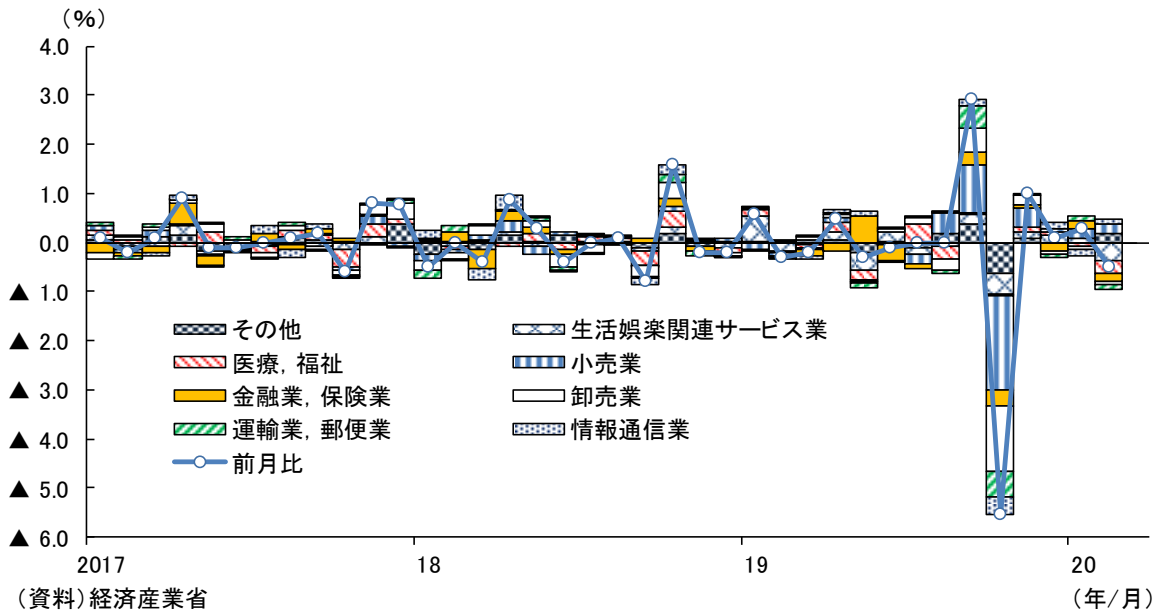 （％）
4.0
3.0
2.0
1.0
0.0
▲ 1.0
▲ 2.0
▲ 3.0
▲ 4.0
▲ 5.0
▲ 6.0
その他
生活娯楽関連サービス業
医療，福祉
小売業
金融業，保険業
卸売業
運輸業，郵便業
情報通信業
前月比
2017 18 19 20
（資料）経済産業省 （年/月）